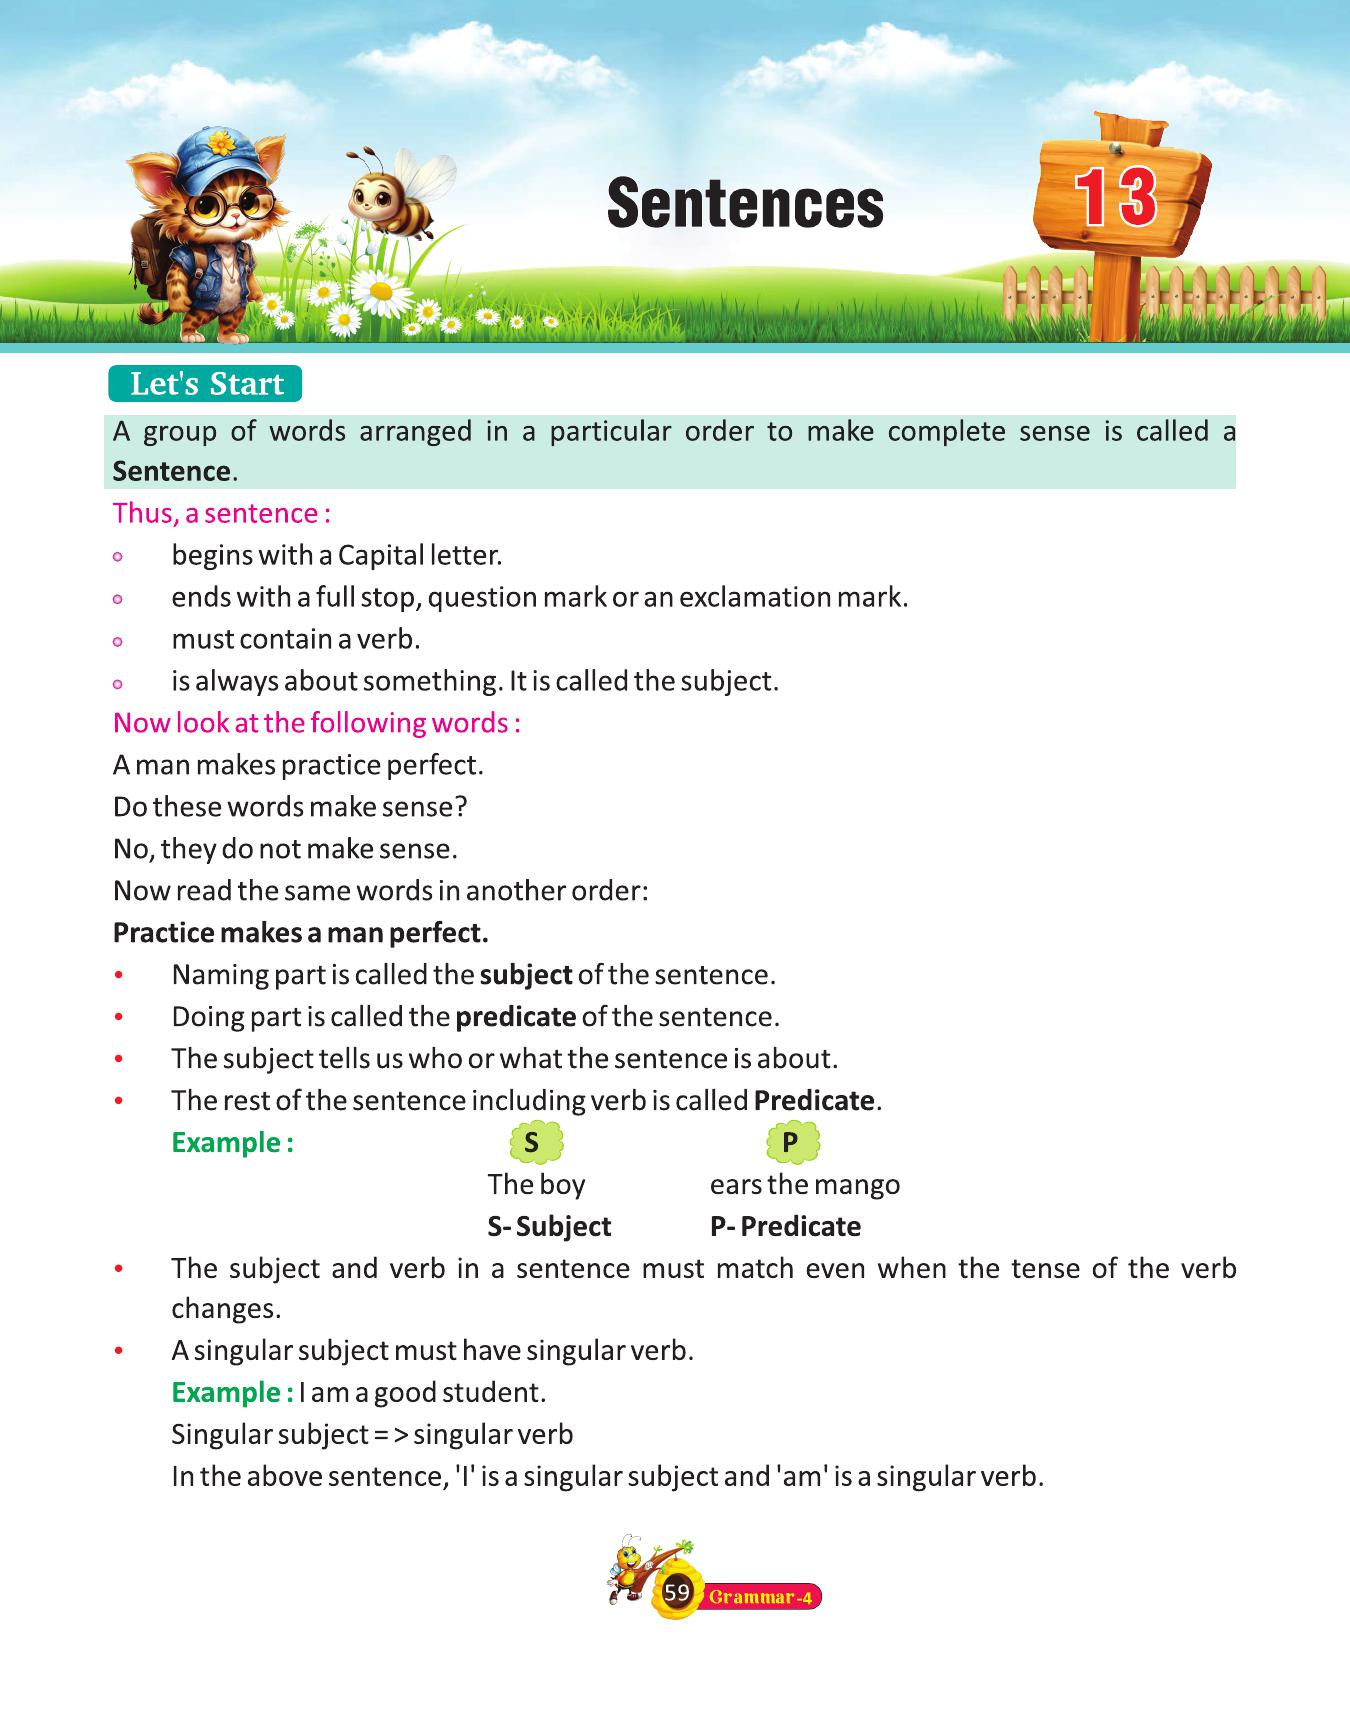 Sentences
13
Let's Start
A group of words arranged in a particular order to make complete sense is called a
Sentence.
Thus, a sentence :
begins with a Capital letter.
ends with a full stop, question mark or an exclamation mark.
must contain a verb.
is always about something. It is called the subject.
Now look at the following words :
A man makes practice perfect.
Do these words make sense?
No, they do not make sense.
Now read the same words in another order:
Practice makes a man perfect.
• Naming part is called the subject of the sentence.
• Doing part is called the predicate of the sentence.
• The subject tells us who or what the sentence is about.
• The rest of the sentence including verb is called Predicate.
Example : S P
The boy ears the mango
S- Subject P- Predicate
• The subject and verb in a sentence must match even when the tense of the verb
changes.
• A singular subject must have singular verb.
Example : I am a good student.
Singular subject = > singular verb
In the above sentence, 'I' is a singular subject and 'am' is a singular verb.
59 Grammar-4